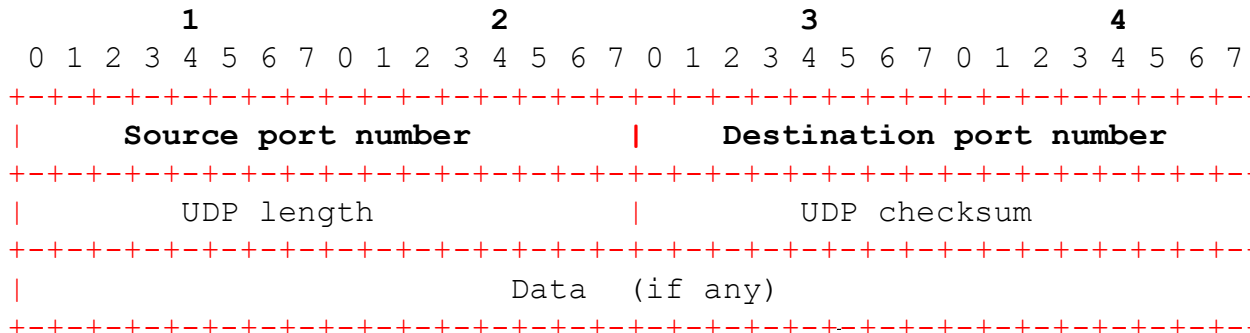 1 2 3 4
0 1 2 3 4 5 6 7 0 1 2 3 4 5 6 7 0 1 2 3 4 5 6 7 0 1 2 3 4 5 6 7
+-+-+-+-+-+-+-+-+-+-+-+-+-+-+-+-+-+-+-+-+-+-+-+-+-+-+-+-+-+-+-+-+
| Source port number | Destination port number
+-+-+-+-+-+-+-+-+-+-+-+-+-+-+-+-+-+-+-+-+-+-+-+-+-+-+-+-+-+-+-+-+
| UDP length | UDP checksum
+-+-+-+-+-+-+-+-+-+-+-+-+-+-+-+-+-+-+-+-+-+-+-+-+-+-+-+-+-+-+-+-+
| Data (if any)
+-+-+-+-+-+-+-+-+-+-+-+-+-+-+-+-+-+-+-+-+-+-+-+-+-+-+-+-+-+-+-+-+